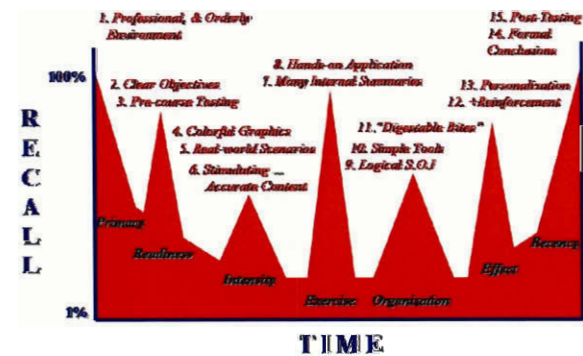 1. Professional, & Orderly
Environment
15. Post-Testing
14. Formal
Conclusions
100%
2. Clear Objectives
3. Pre-course Testing
8. Hands-on Application
7. Many Internal Summaries
13. Personalization
12. +Reinforcement
4. Colorful Graphics
5. Real-world Scenarios
6. Stimulating ...
Accurate Content
11. "Digestable Bites"
10. Simple Tools
9. Logical S.O.I
RECALL
Primacy
Readiness
Intensity
Exercise
Organization
Effect
Recency
1%
TIME